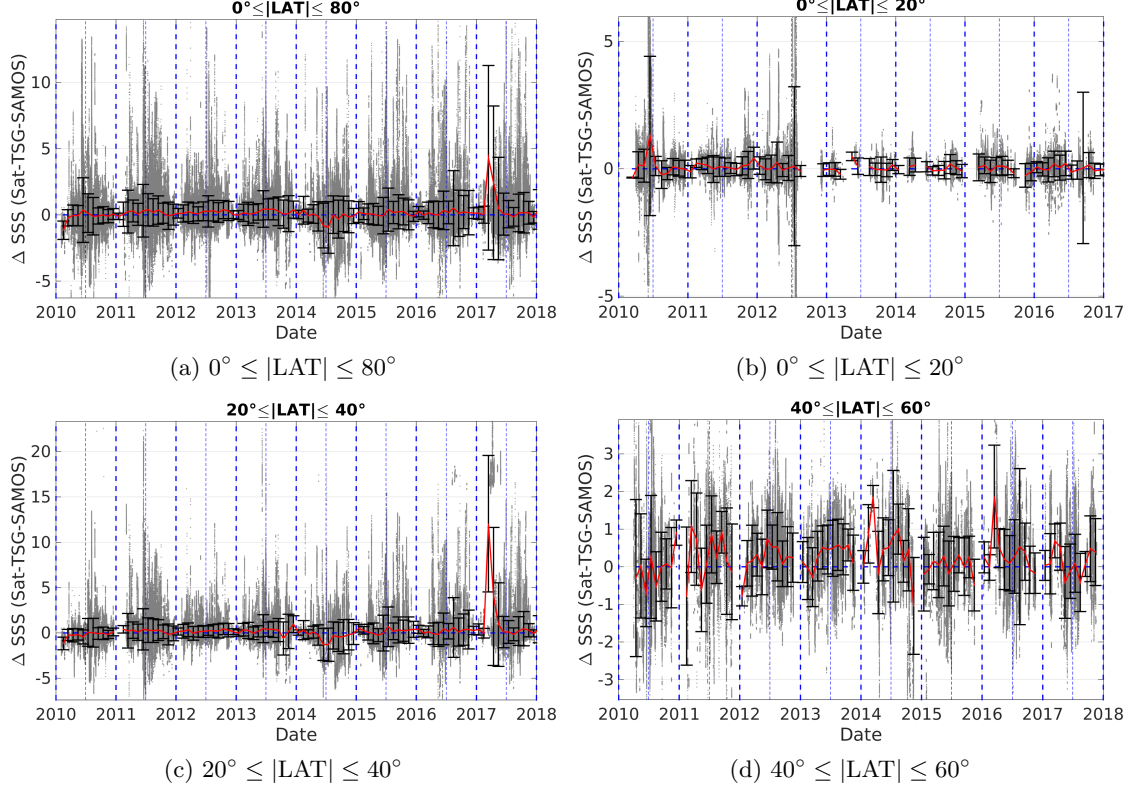 0°≤|LAT|≤ 80°
Δ SSS (Sat-TSG-SAMOS)
10
5
0
-5
2010 2011 2012 2013 2014 2015 2016 2017 2018
Date
(a) 0° ≤ |LAT| ≤ 80°
0°≤|LAT|≤ 20°
Δ SSS (Sat-TSG-SAMOS)
5
0
-5
2010 2011 2012 2013 2014 2015 2016 2017
Date
(b) 0° ≤ |LAT| ≤ 20°
20°≤|LAT|≤ 40°
Δ SSS (Sat-TSG-SAMOS)
20
15
10
5
0
-5
2010 2011 2012 2013 2014 2015 2016 2017 2018
Date
(c) 20° ≤ |LAT| ≤ 40°
40°≤|LAT|≤ 60°
Δ SSS (Sat-TSG-SAMOS)
3
2
1
0
-1
-2
-3
2010 2011 2012 2013 2014 2015 2016 2017 2018
Date
(d) 40° ≤ |LAT| ≤ 60°